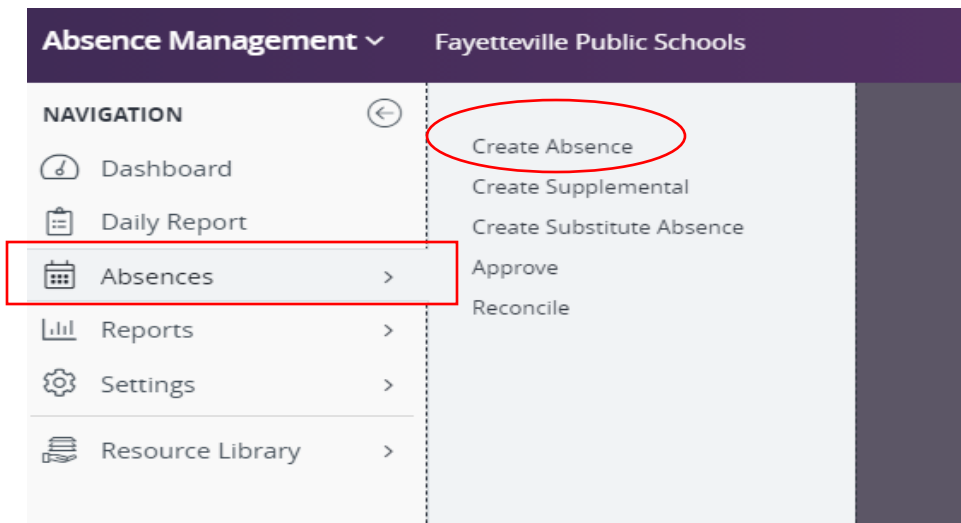 Absence Management
Fayetteville Public Schools
NAVIGATION
Dashboard
Daily Report
Absences
Reports
Settings
Resource Library
Create Absence
Create Supplemental
Create Substitute Absence
Approve
Reconcile